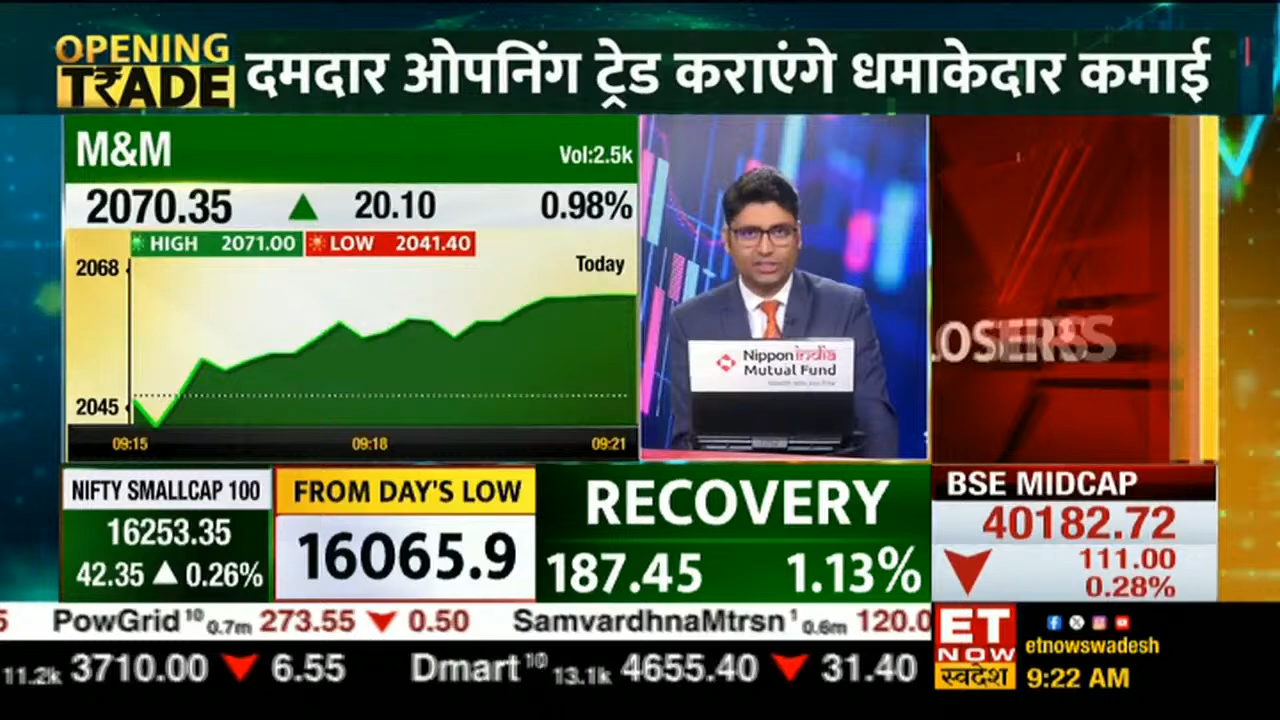 OPENING
TRADE
दमदार ओपनिंग ट्रेड कराएंगे धमाकेदार कमाई
M&M
Vol:2.5k
2070.35 ▲ 20.10 0.98%
HIGH 2071.00 LOW 2041.40
2068
Today
2045
09:15 09:18 09:21
Nippon india
Mutual Fund
NIFTY SMALLCAP 100
16253.35
42.35 ▲ 0.26%
FROM DAY'S LOW
16065.9
RECOVERY
187.45 1.13%
BSE MIDCAP
40182.72
▼ 111.00
0.28%
5 PowGrid 10 0.7m 273.55 ▼ 0.50 SamvardhnaMtrsn 1 0.6m 120.0
11.2k 3710.00 ▼ 6.55 Dmart 10 13.1k 4655.40 ▼ 31.40
ET
NOW
स्वदेश
etnowswadesh
9:22 AM